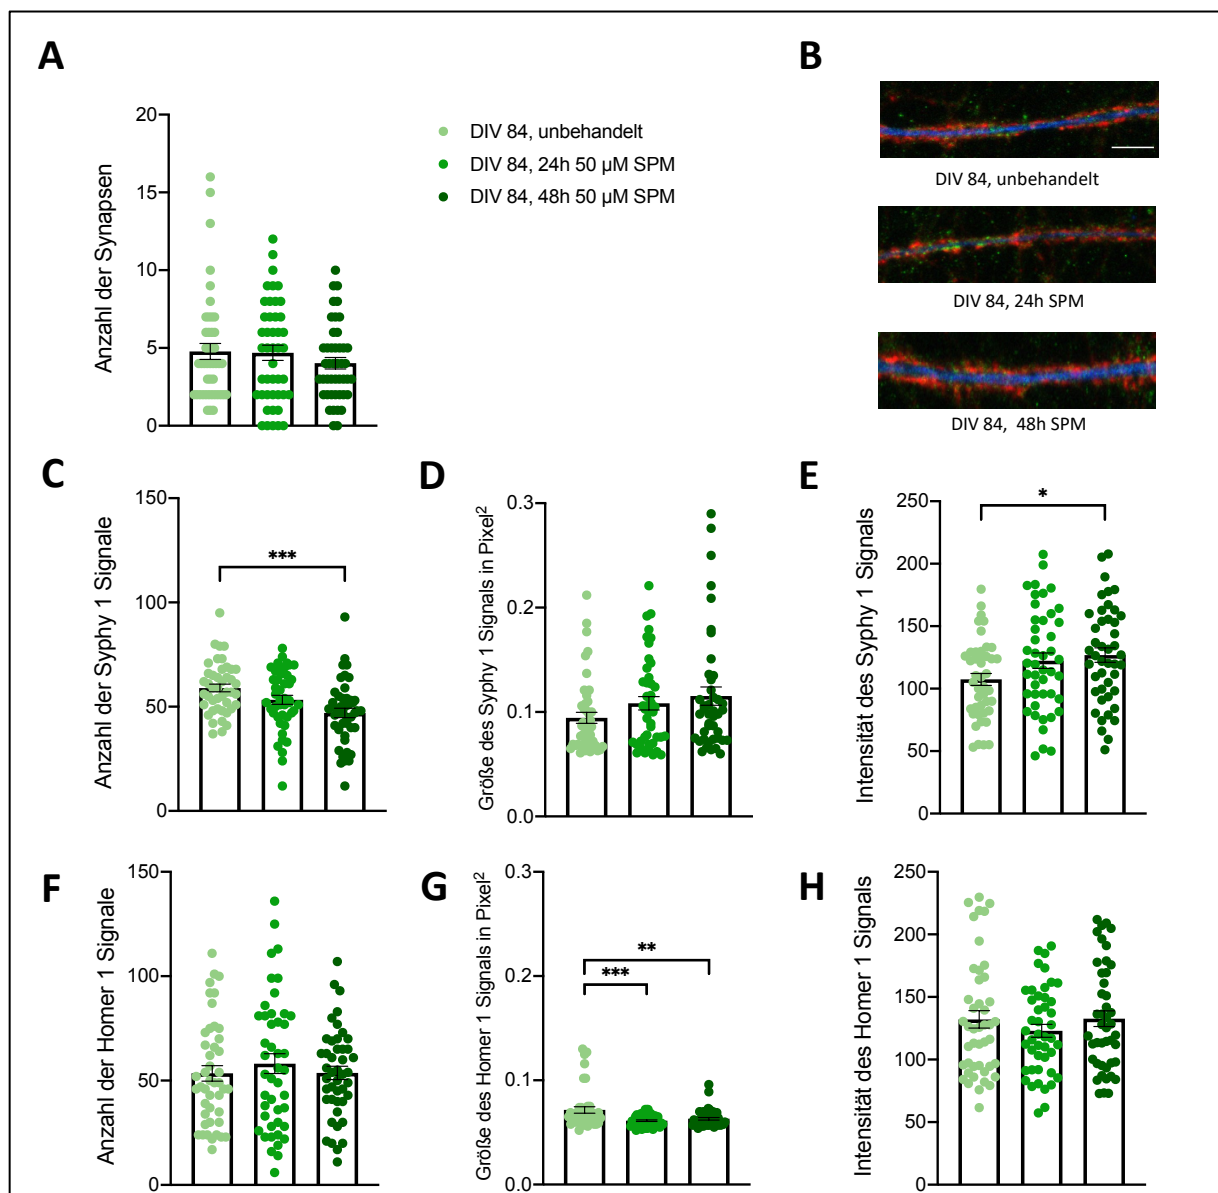 A
B
Anzahl der Synapsen
20
15
10
5
0
DIV 84, unbehandelt
DIV 84, 24h 50 µM SPM
DIV 84, 48h 50 µM SPM
DIV 84, unbehandelt
DIV 84, 24h SPM
DIV 84, 48h SPM
C
Anzahl der Syphy 1 Signale
150
100
50
0
***
D
Größe des Syphy 1 Signals in Pixel²
0.3
0.2
0.1
0.0
E
Intensität des Syphy 1 Signals
250
200
150
100
50
0
*
F
Anzahl der Homer 1 Signale
150
100
50
0
G
Größe des Homer 1 Signals in Pixel²
0.3
0.2
0.1
0.0
**
***
H
Intensität des Homer 1 Signals
250
200
150
100
50
0